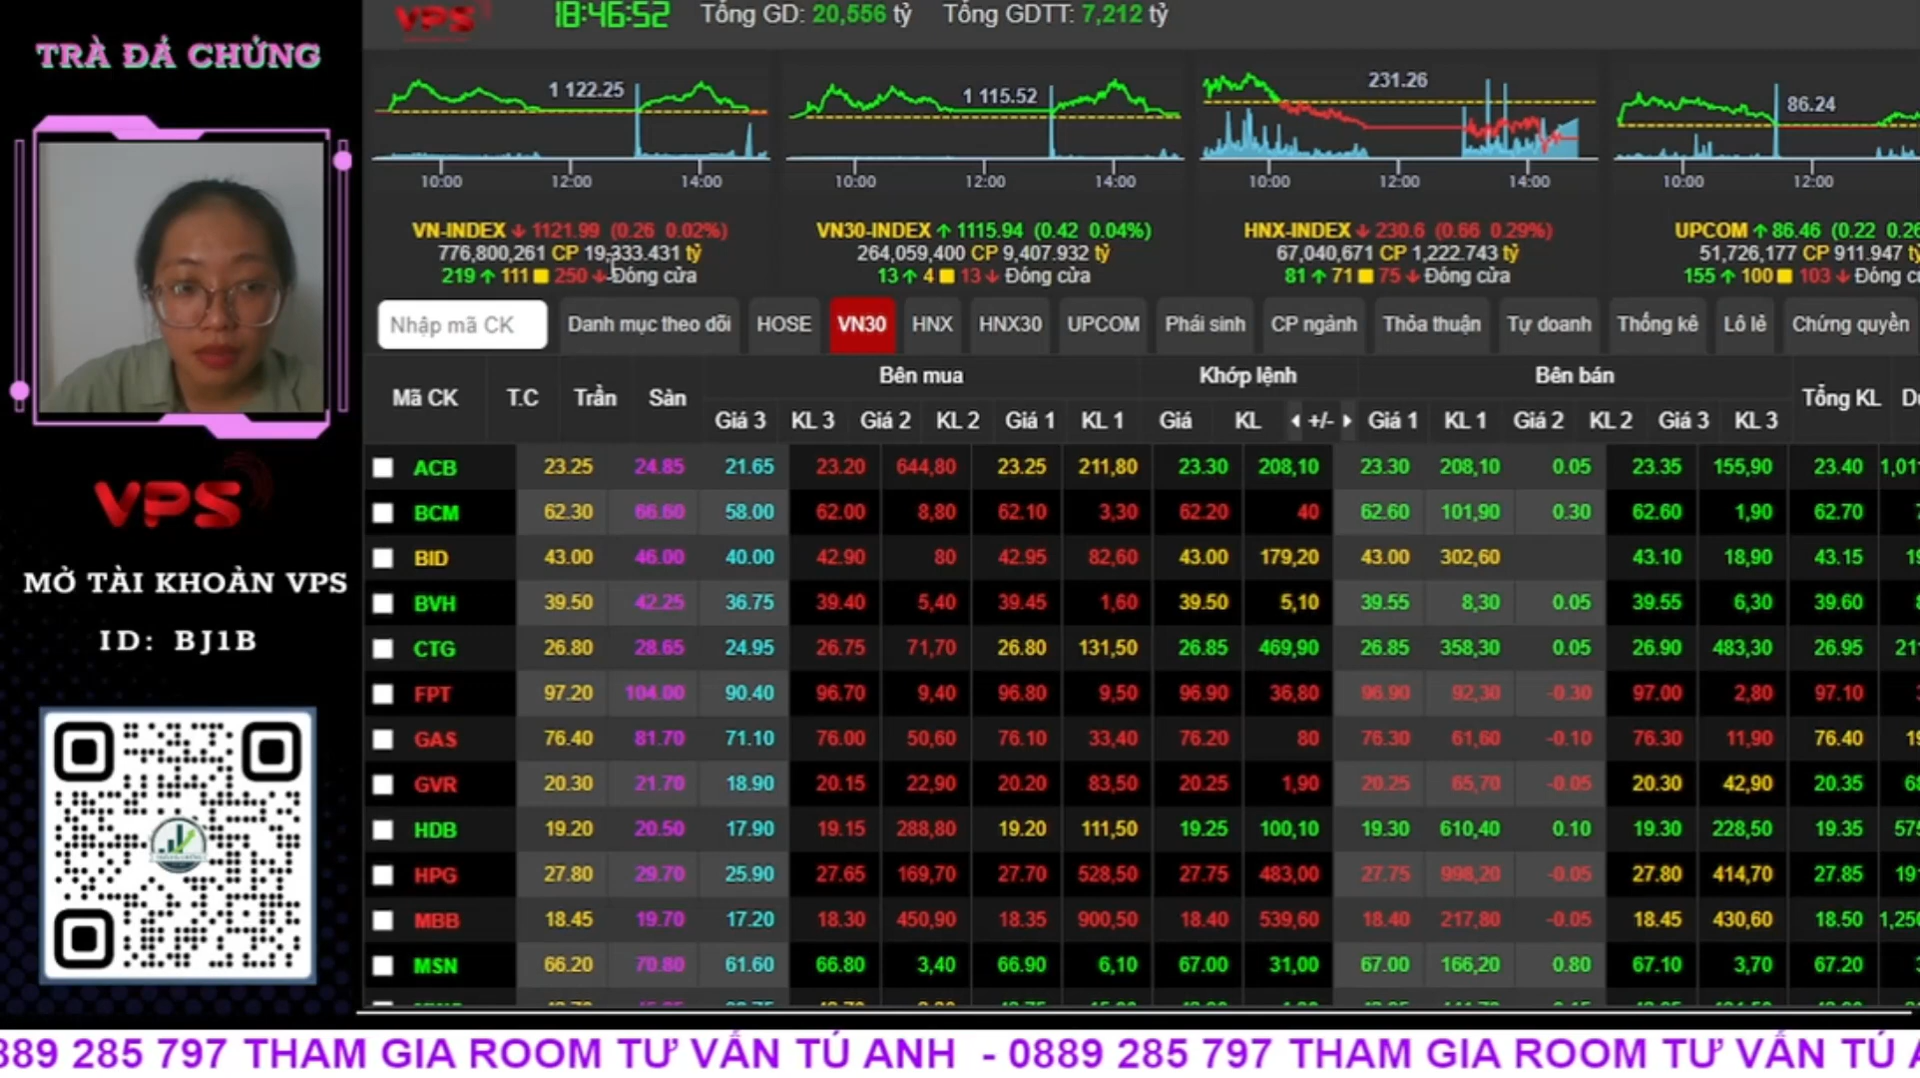 TRÀ ĐÁ CHỨNG
VPS
MỞ TÀI KHOẢN VPS
ID: BJ1B
VPS 18:46:52 Tổng GD: 20,556 tỷ Tổng GDTT: 7,212 tỷ
1 122.25 1 115.52 231.26 86.24
10:00 12:00 14:00 10:00 12:00 14:00 10:00 12:00 14:00 10:00 12:00
VN-INDEX 1121.99 (0.26 0.02%) VN30-INDEX 1115.94 (0.42 0.04%) HNX-INDEX 230.6 (0.66 0.29%) UPCOM 86.46 (0.22 0.26
776,800,261 CP 19,333.431 tỷ 264,059,400 CP 9,407.932 tỷ 67,040,671 CP 1,222.743 tỷ 51,726,177 CP 911.947
219 111 250 Đóng cửa 13 4 13 Đóng cửa 81 71 75 Đóng cửa 155 100 103 Đóng
Nhập mã CK Danh mục theo dõi HOSE VN30 HNX HNX30 UPCOM Phái sinh CP ngành Thỏa thuận Tự doanh Thống kê Lô lẻ Chứng quyền
Bên mua Khớp lệnh Bên bán
Mã CK T.C Trần Sàn Tổng KL
Giá 3 KL 3 Giá 2 KL 2 Giá 1 KL 1 Giá KL +/- Giá 1 KL 1 Giá 2 KL 2 Giá 3 KL 3
ACB 23.25 24.85 21.65 23.20 644,80 23.25 211,80 23.30 208,10 23.30 208,10 0.05 23.35 155,90 23.40 1,01
BCM 62.30 66.60 58.00 62.00 8,80 62.10 3,30 62.20 40 62.60 101,90 0.30 62.60 1,90 62.70
BID 43.00 46.00 40.00 42.90 80 42.95 82,60 43.00 179,20 43.00 302,60 43.10 18,90 43.15
BVH 39.50 42.25 36.75 39.40 5,40 39.45 1,60 39.50 5,10 39.55 8,30 0.05 39.55 6,30 39.60
CTG 26.80 28.65 24.95 26.75 71,70 26.80 131,50 26.85 469,90 26.85 358,30 0.05 26.90 483,30 26.95 21
FPT 97.20 104.00 90.40 96.70 9,40 96.80 9,50 96.90 36,80 96.90 92,30 -0.30 97.00 2,80 97.10
GAS 76.40 81.70 71.10 76.00 50,60 76.10 33,40 76.20 80 76.30 61,60 -0.10 76.30 11,90 76.40
GVR 20.30 21.70 18.90 20.15 22,90 20.20 83,50 20.25 1,90 20.25 65,70 -0.05 20.30 42,90 20.35
HDB 19.20 20.50 17.90 19.15 288,80 19.20 111,50 19.25 100,10 19.30 610,40 0.10 19.30 228,50 19.35 575
HPG 27.80 29.70 25.90 27.65 169,70 27.70 528,50 27.75 483,00 27.75 998,20 -0.05 27.80 414,70 27.85 19
MBB 18.45 19.70 17.20 18.30 450,90 18.35 900,50 18.40 539,60 18.40 217,80 -0.05 18.45 430,60 18.50 1,250
MSN 66.20 70.80 61.60 66.80 3,40 66.90 6,10 67.00 31,00 67.00 166,20 0.80 67.10 3,70 67.20
889 285 797 THAM GIA ROOM TƯ VẤN TÚ ANH - 0889 285 797 THAM GIA ROOM TƯ VẤN TÚ